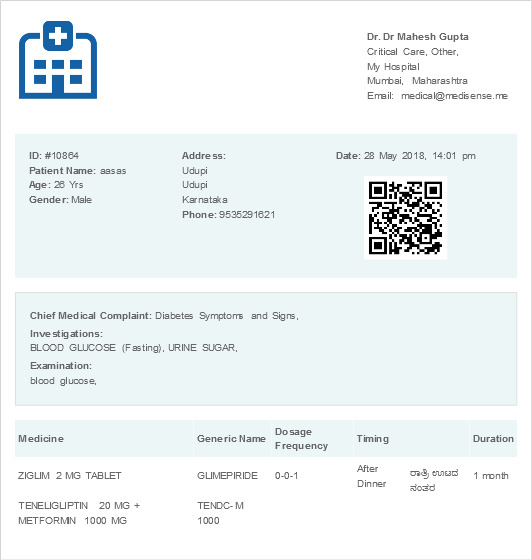 Dr. Dr Mahesh Gupta
Critical Care, Other,
My Hospital
Mumbai, Maharashtra
Email: medical@medisense.me
ID: #10864
Patient Name: aasas
Age: 26 Yrs
Gender: Male
Address:
Udupi
Udupi
Karnataka
Phone: 9535291621
Date: 28 May 2018, 14:01 pm
Chief Medical Complaint: Diabetes Symptoms and Signs,
Investigations:
BLOOD GLUCOSE (Fasting), URINE SUGAR,
Examination:
blood glucose,
Medicine Generic Name Dosage Frequency Timing Duration
ZIGLIM 2 MG TABLET GLIMEPIRIDE 0-0-1 After Dinner ರಾತ್ರಿ ಊಟದ ನಂತರ 1 month
TENELIGLIPTIN 20 MG + TENDC- M
METFORMIN 1000 MG 1000